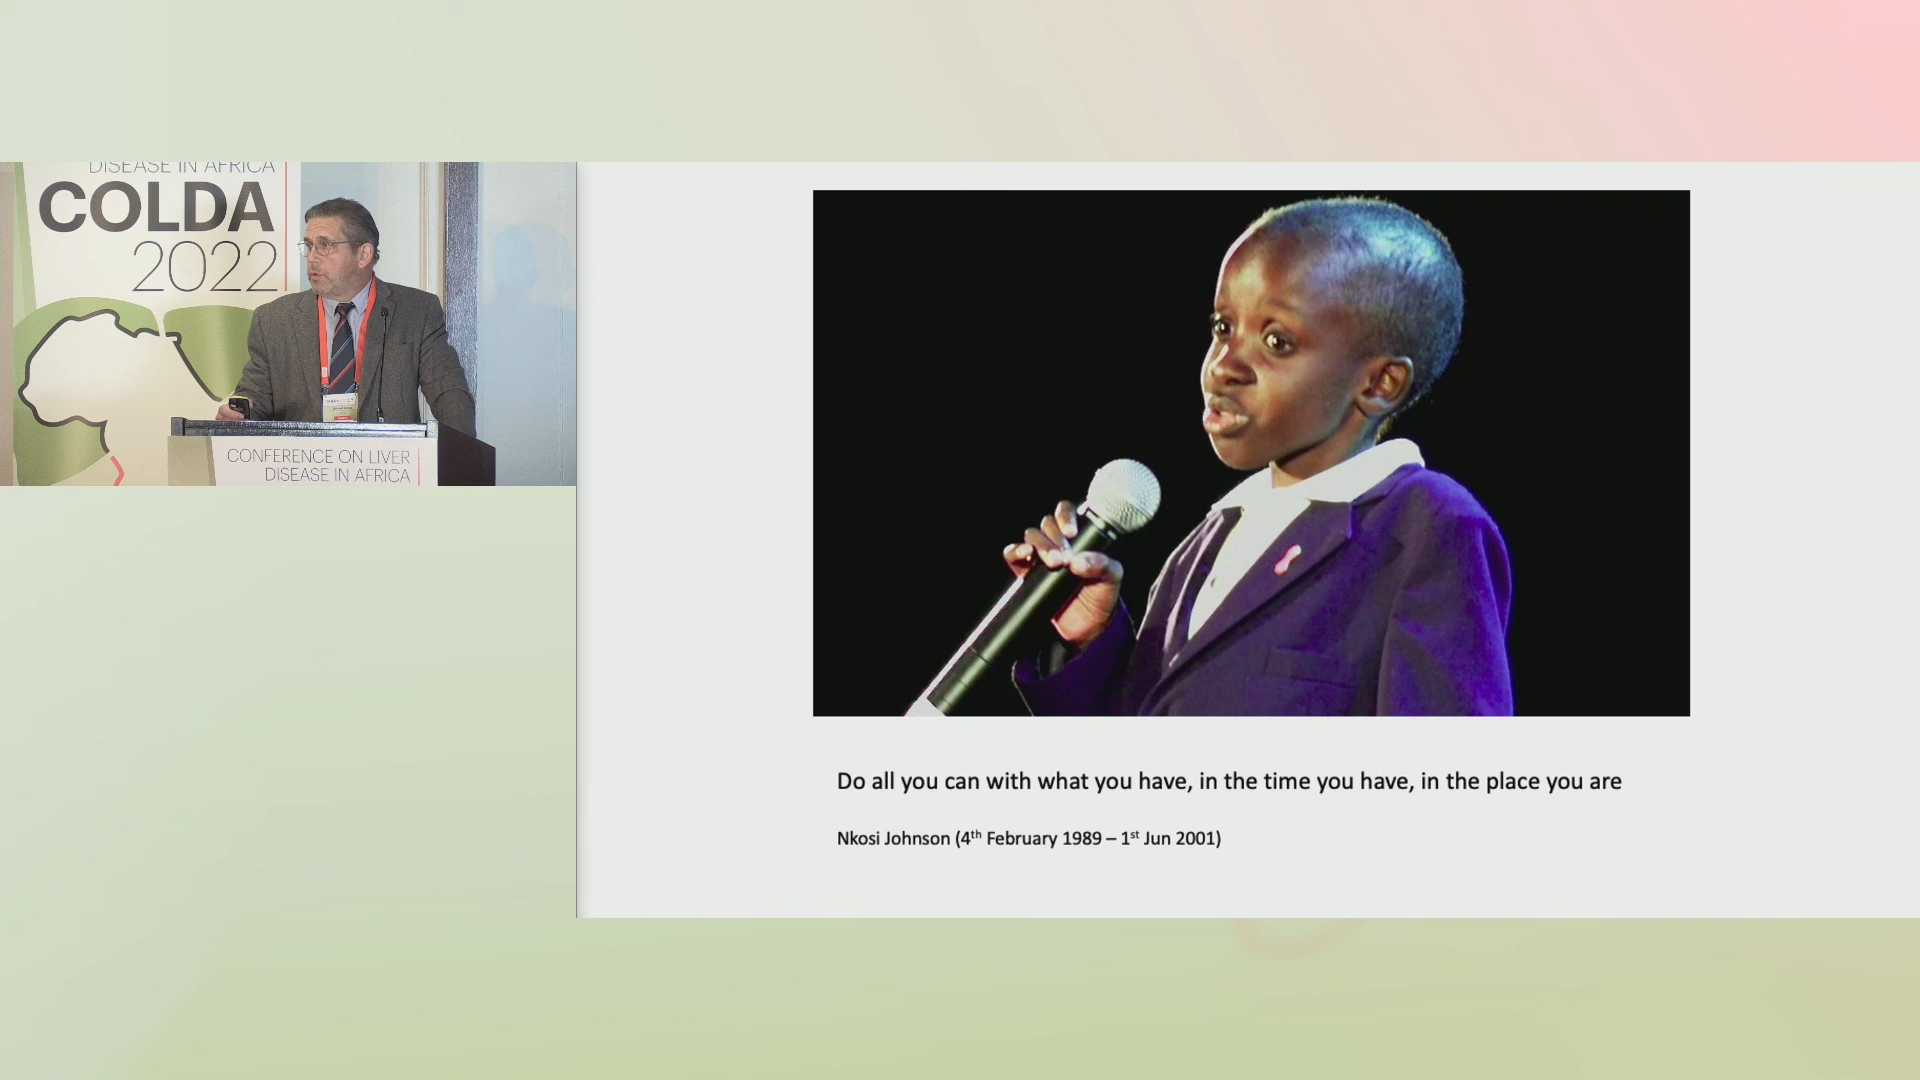 DISEASE IN AFRICA
COLDA
2022
CONFERENCE ON LIVER
DISEASE IN AFRICA
Do all you can with what you have, in the time you have, in the place you are
Nkosi Johnson (4th February 1989 – 1st Jun 2001)